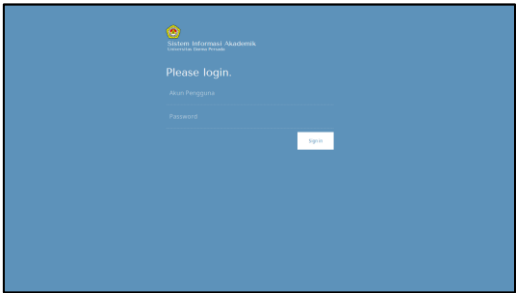 Sistem Informasi Akademik
Please login.
Akun Pengguna
Password
Sign In